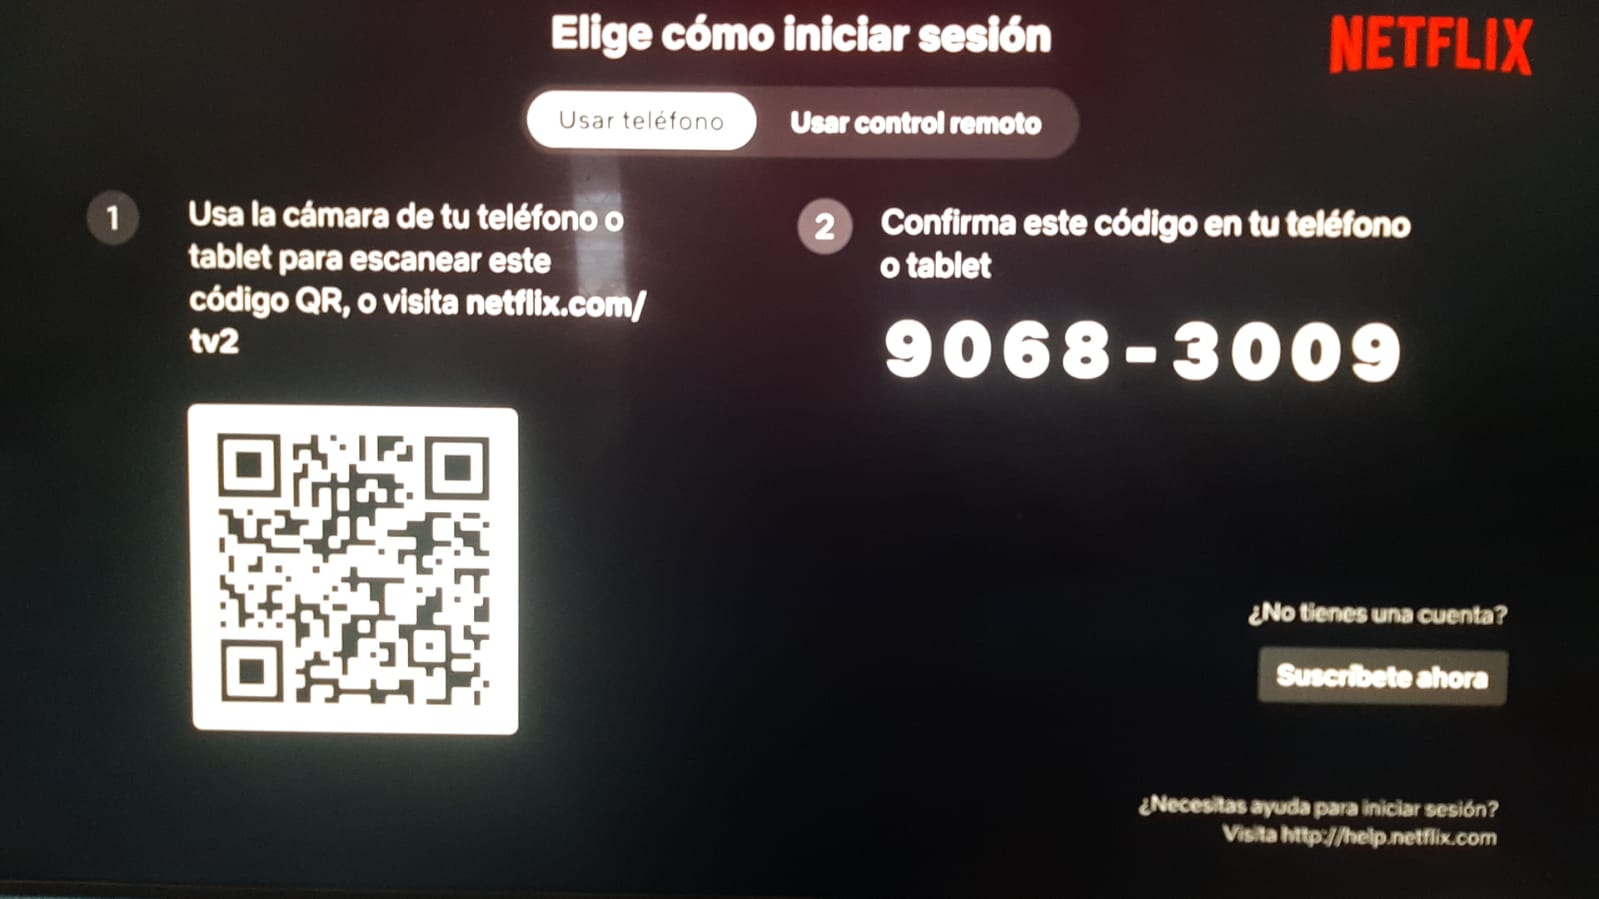 Elige cómo iniciar sesión
NETFLIX
Usar teléfono
Usar control remoto
1
Usa la cámara de tu teléfono o
tablet para escanear este
código QR, o visita netflix.com/
tv2
2
Confirma este código en tu teléfono
o tablet
9068-3009
¿No tienes una cuenta?
Suscríbete ahora
¿Necesitas ayuda para iniciar sesión?
Visita http://help.netflix.com